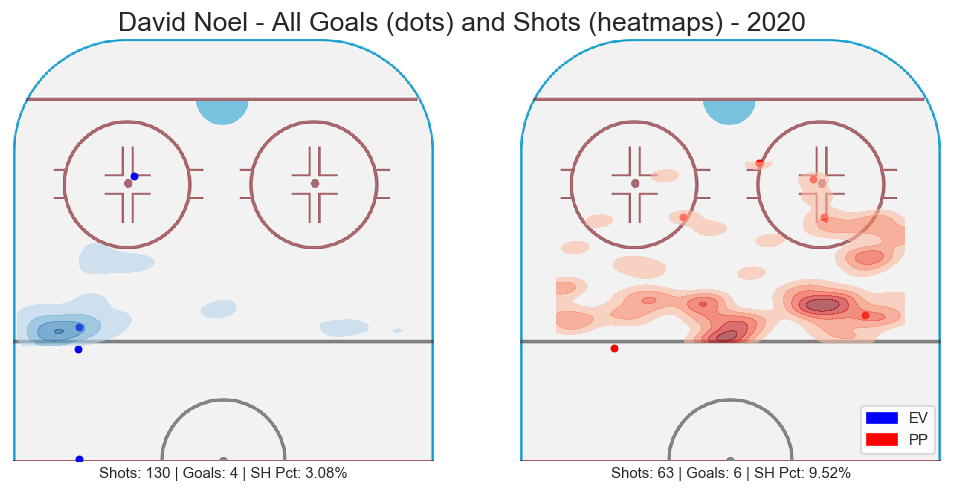 David Noel - All Goals (dots) and Shots (heatmaps) - 2020
EV
PP
Shots: 130 | Goals: 4 | SH Pct: 3.08%
Shots: 63 | Goals: 6 | SH Pct: 9.52%